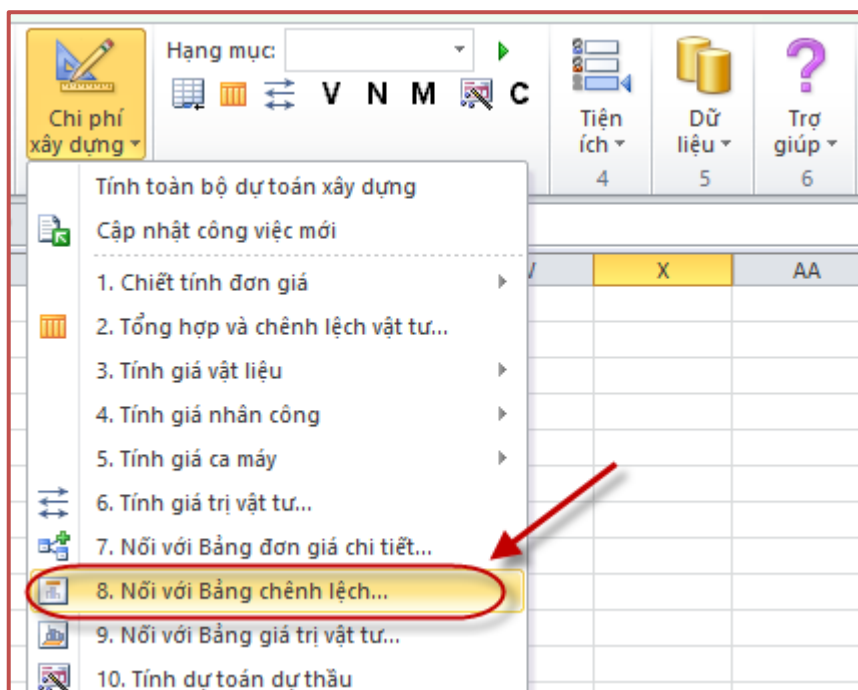 Hạng mục:
V N M C
Chi phí
xây dựng
Tiện
ích
Dữ
liệu
Trợ
giúp
4
5
6
Tính toàn bộ dự toán xây dựng
Cập nhật công việc mới
X
AA
1. Chiết tính đơn giá
2. Tổng hợp và chênh lệch vật tư...
3. Tính giá vật liệu
4. Tính giá nhân công
5. Tính giá ca máy
6. Tính giá trị vật tư...
7. Nối với Bảng đơn giá chi tiết...
8. Nối với Bảng chênh lệch...
9. Nối với Bảng giá trị vật tư...
10. Tính dự toán dự thầu